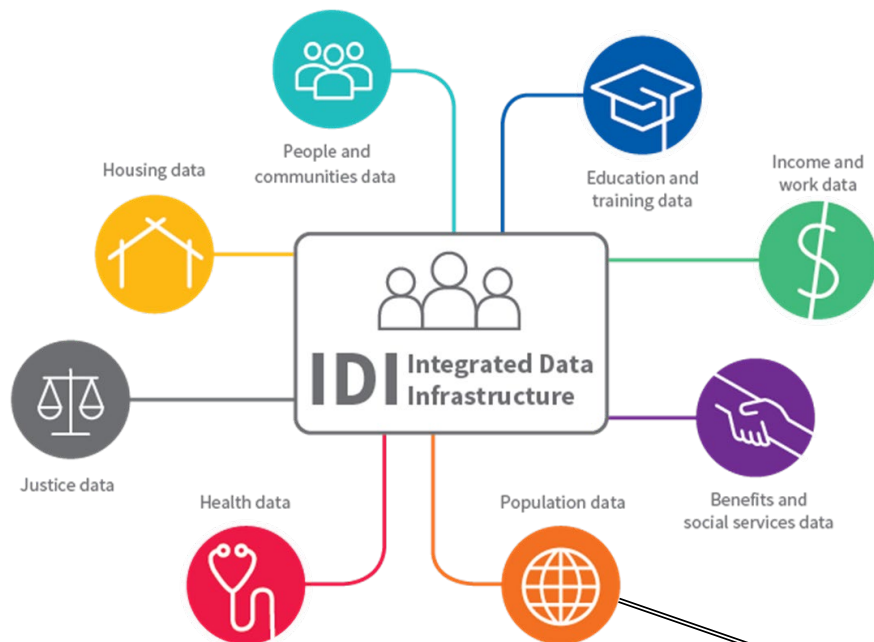 People and
communities data
Education and
training data
Housing data
Income and
work data
IDI
Integrated Data
Infrastructure
Justice data
Health data
Population data
Benefits and
social services data